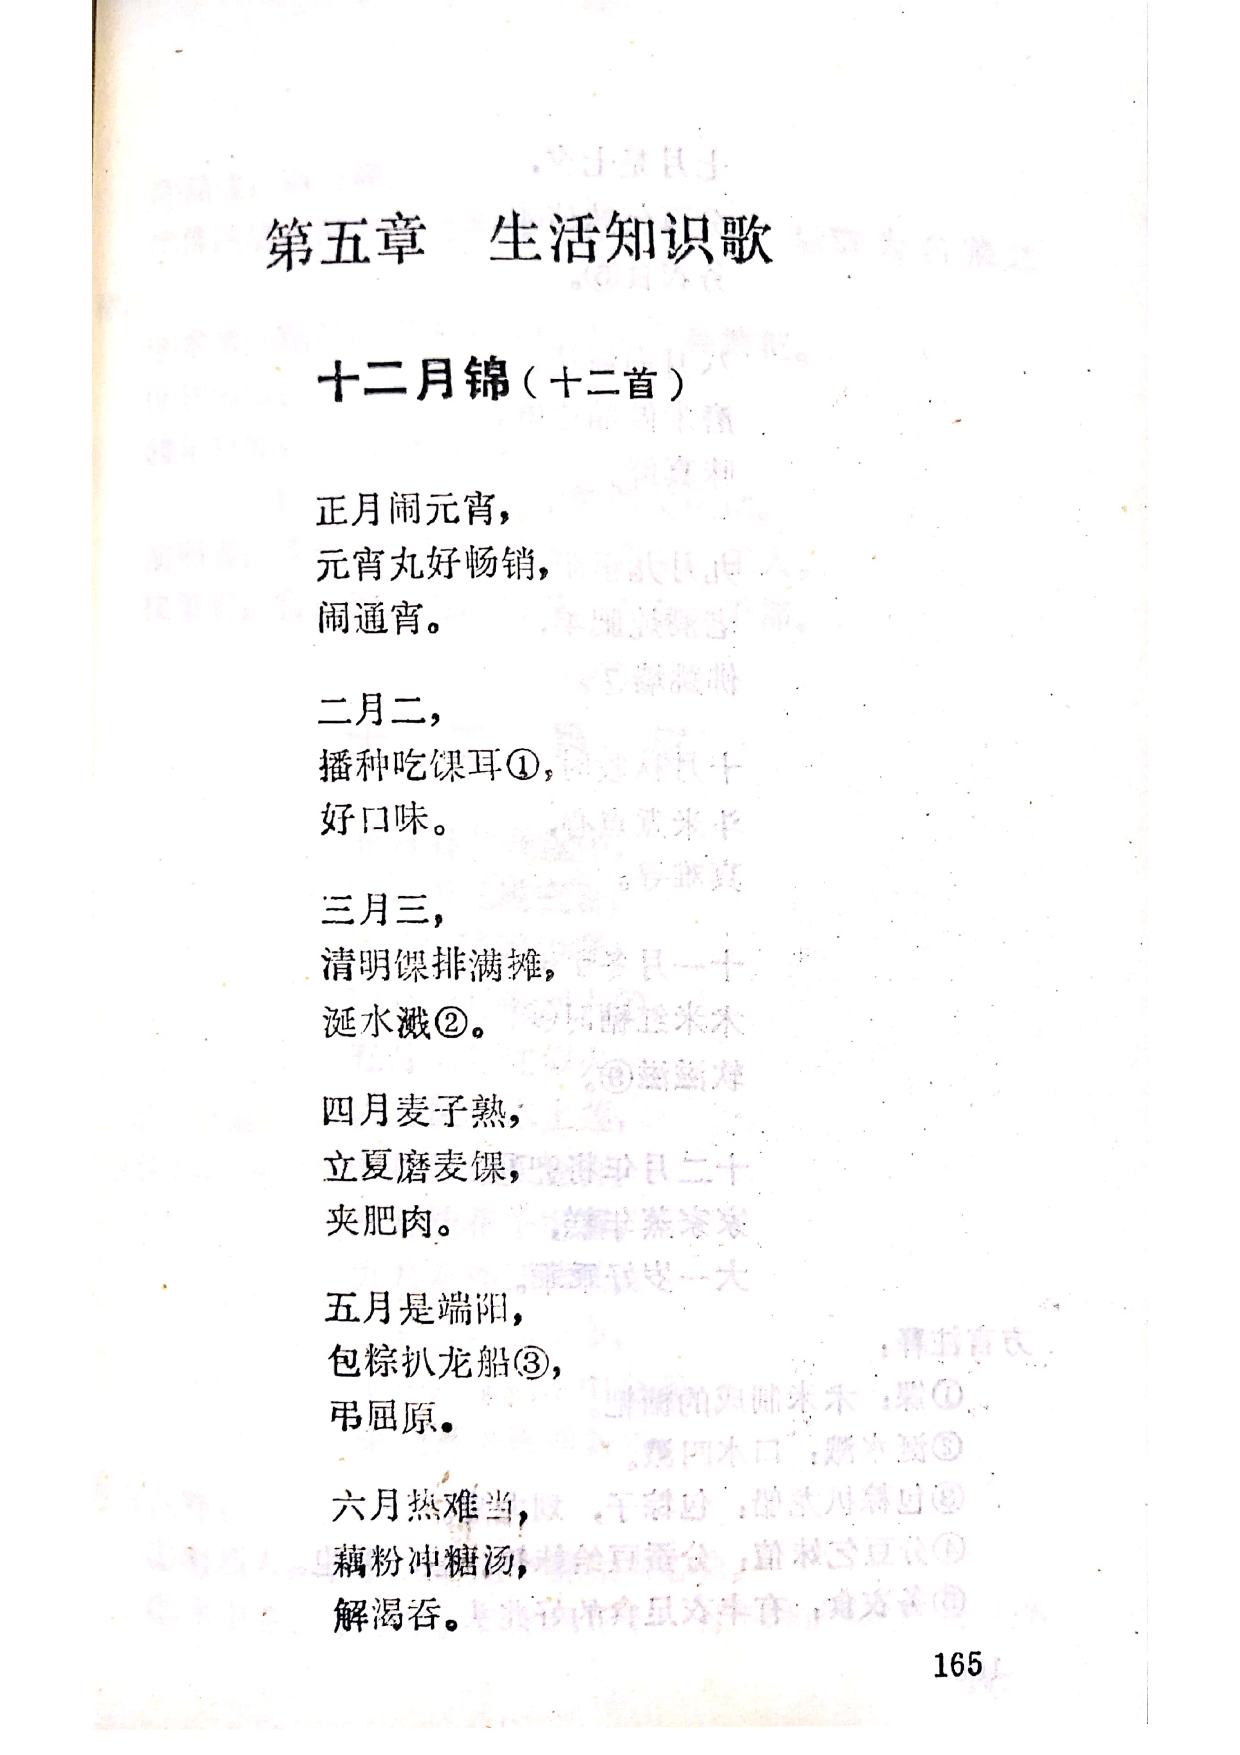 第五章 生活知识歌
十二月锦（十二首）
正月闹元宵，
元宵丸好畅销，
闹通宵。
二月二，
播种吃馃耳①，
好口味。
三月三，
清明馃排满摊，
涎水溅②。
四月麦子熟，
立夏磨麦馃，
夹肥肉。
五月是端阳，
包粽扒龙船③，
弔屈原。
六月热难当，
藕粉冲糖汤，
解渴吞。
165